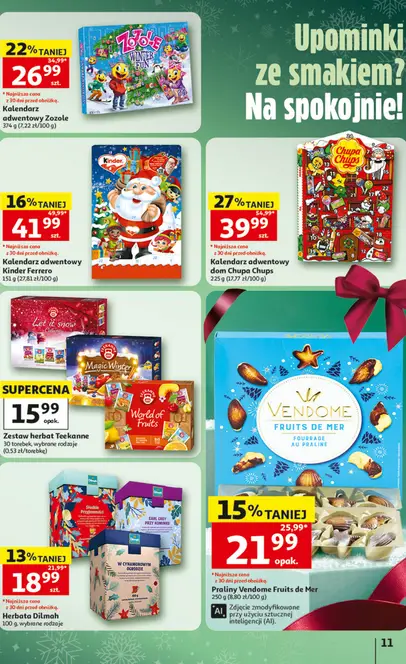 Upominki
ze smakiem?
Na spokojnie!
22% TANIEJ
34,99*
26 99
szt.
* Najniższa cena
z 30 dni przed obniżką.
Kalendarz
adwentowy Zozole
374 g (7,22 zł/100 g)
ZOZOLE
WINTER
FUN
16% TANIEJ
49,99*
41 99
szt.
* Najniższa cena
z 30 dni przed obniżką.
Kalendarz adwentowy
Kinder Ferrero
151 g (27,81 zł/100 g)
Kinder
27% TANIEJ
54,99*
39 99
szt.
* Najniższa cena
z 30 dni przed obniżką.
Kalendarz adwentowy
dom Chupa Chups
225 g (17,77 zł/100 g)
Chupa
Chups
SUPERCENA
15 99
opak.
Zestaw herbat Teekanne
30 torebek, wybrane rodzaje
(0,53 zł/torebkę)
Let it snow
Magic Winter
World of
Fruits
VENDOME
FRUITS DE MER
FOURRAGE
AU PRALINÉ
15% TANIEJ
25,99*
21 99
opak.
* Najniższa cena
z 30 dni przed obniżką.
Praliny Vendome Fruits de Mer
250 g (8,80 zł/100 g)
AI
Zdjęcie zmodyfikowane
przy użyciu sztucznej
inteligencji (AI).
13% TANIEJ
21,99*
18 99
szt.
* Najniższa cena
z 30 dni przed obniżką.
Herbata Dilmah
100 g, wybrane rodzaje
11